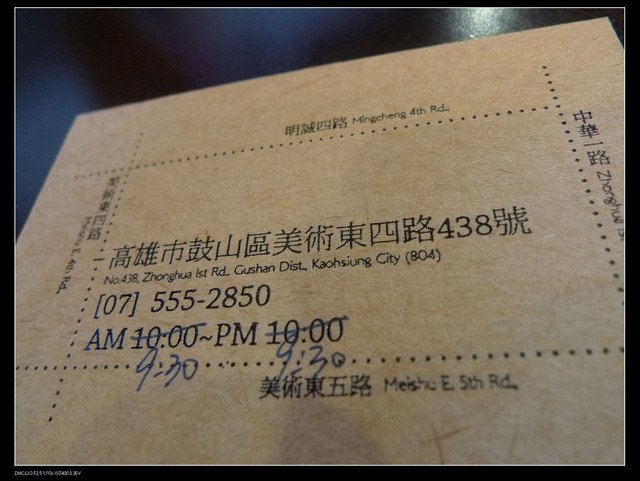 明誠四路 Mingcheng 4th Rd.,
中華一路 Zhonghua 1st
美術東四路
E. 4th Rd.,
高雄市鼓山區美術東四路438號
No.438, Zhonghua 1st Rd., Gushan Dist., Kaohsiung City (804)
[07] 555-2850
AM 10:00~PM 10:00
9:30 9:30
美術東五路 Meishu E. 5th Rd.,